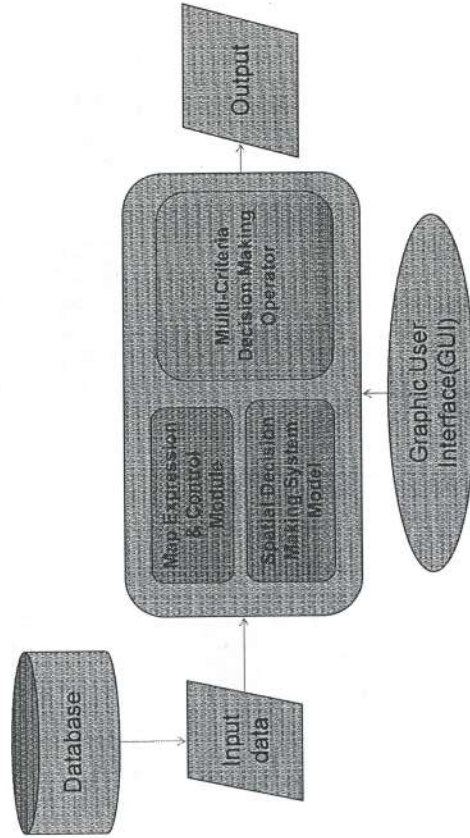 Database
Input
data
Map Expression
& Control
Module
Spatial Decision
Making System
Model
Multi-Criteria
Decision Making
Operator
Graphic User
Interface(GUI)
Output